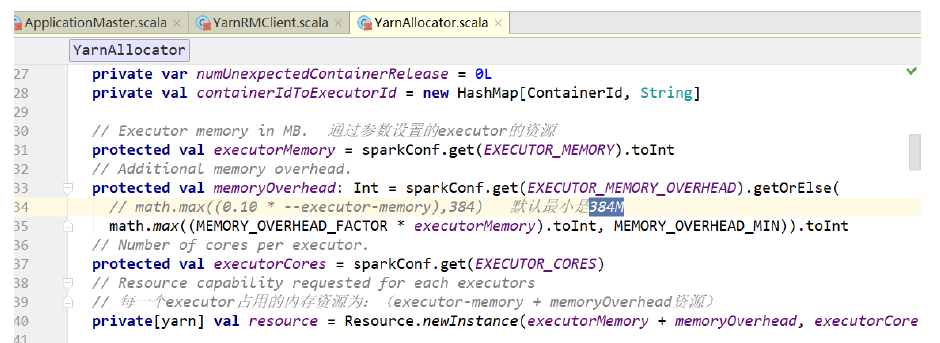 ApplicationMaster.scala × YarnRMClient.scala × YarnAllocator.scala ×
YarnAllocator
27 private var numUnexpectedContainerRelease = 0L
28 private val containerIdToExecutorId = new HashMap[ContainerId, String]
29
30 // Executor memory in MB. 通过参数设置的executor的资源
31 protected val executorMemory = sparkConf.get(EXECUTOR_MEMORY).toInt
32 // Additional memory overhead.
33 protected val memoryOverhead: Int = sparkConf.get(EXECUTOR_MEMORY_OVERHEAD).getOrElse(
34 // math.max((0.10 * --executor-memory),384) 默认最小是384M
35 math.max((MEMORY_OVERHEAD_FACTOR * executorMemory).toInt, MEMORY_OVERHEAD_MIN)).toInt
36 // Number of cores per executor.
37 protected val executorCores = sparkConf.get(EXECUTOR_CORES)
38 // Resource capability requested for each executors
39 // 每一个executor占用的内存资源为：（executor-memory + memoryOverhead资源）
40 private[yarn] val resource = Resource.newInstance(executorMemory + memoryOverhead, executorCore
41